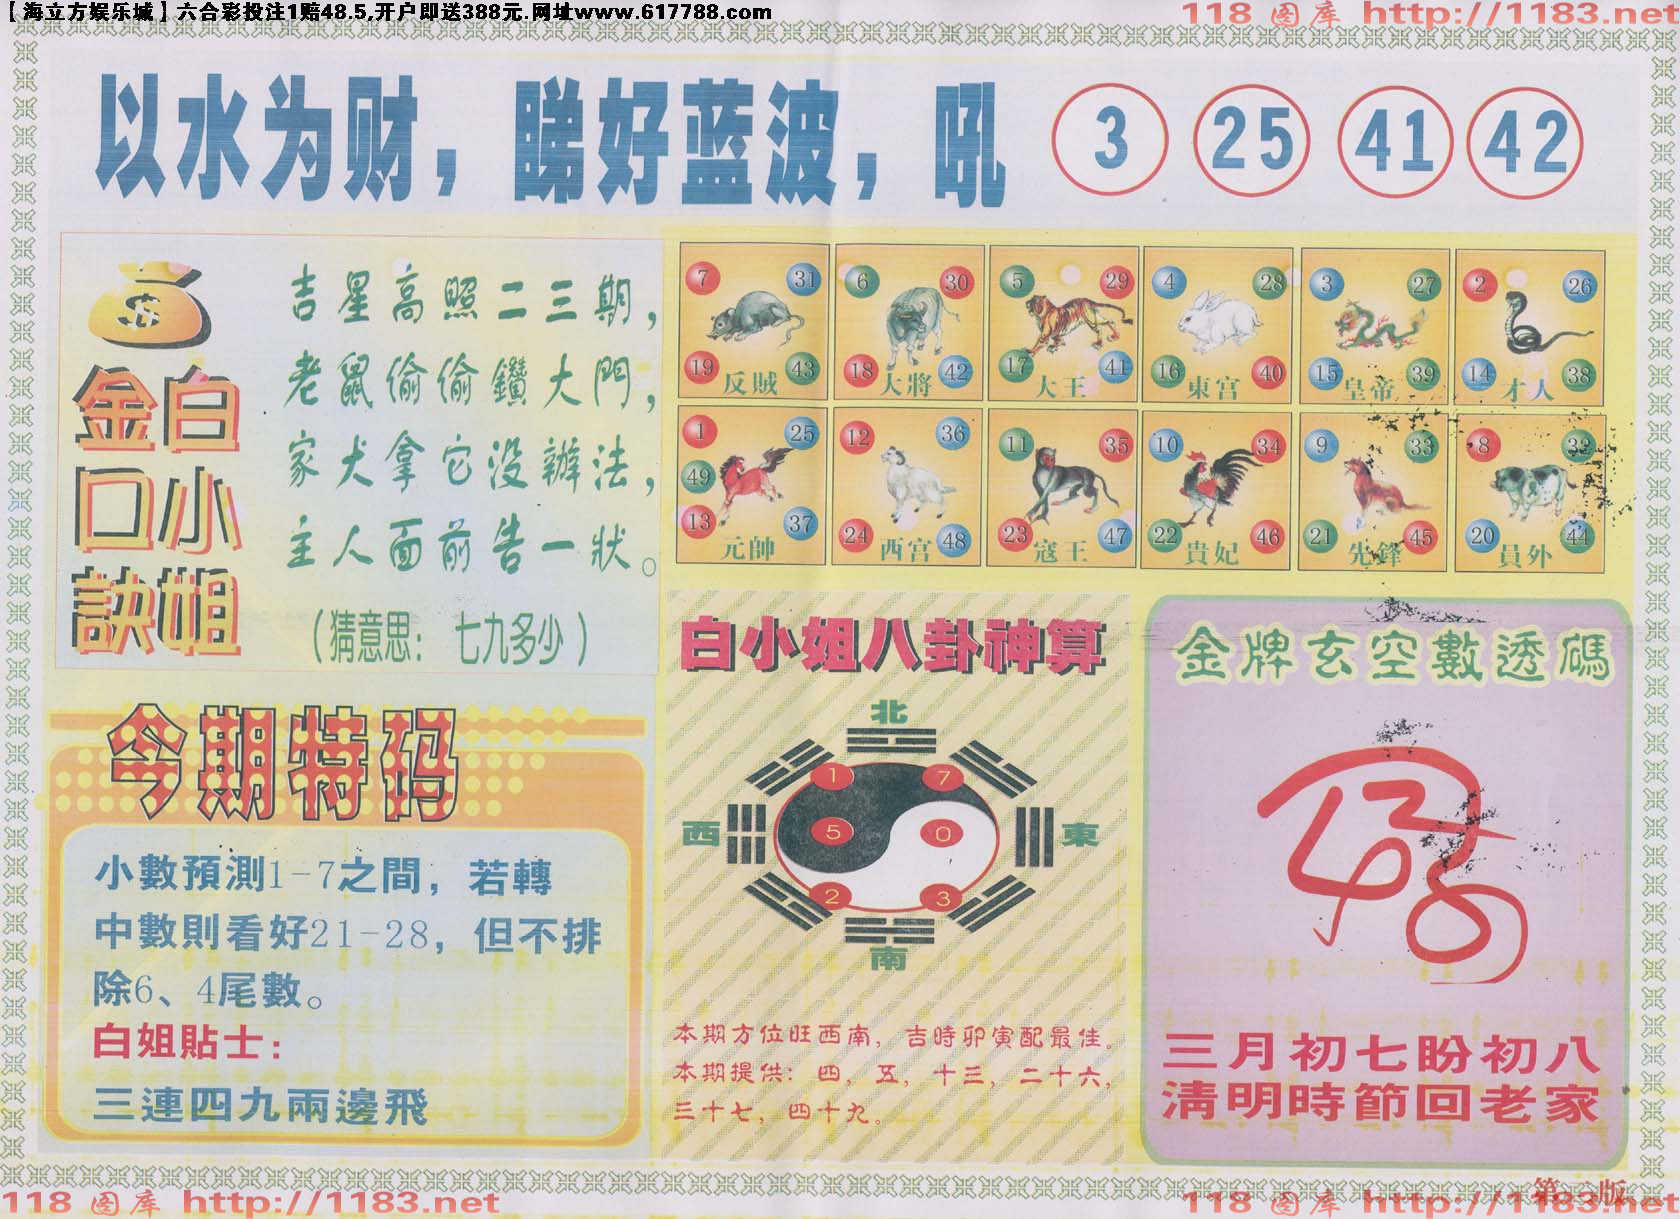 【海立方娱乐城】六合彩投注1赔48.5,开户即送388元.网址www.617788.com
118 图库 http://1183.net
以水为财，睇好蓝波，吼 3 25 41 42
$
白小姐
金口訣
吉星高照二三期，
老鼠偷偷鑽大門，
家犬拿它没辦法，
主人面前告一狀。
（猜意思：七九多少）
7 31 19 43 反賊
6 30 18 42 大將
5 29 17 41 大王
4 28 16 40 東宫
3 27 15 39 皇帝
2 26 14 38 才人
1 25 49 13 37 元帥
12 36 24 48 西宫
11 35 23 47 寇王
10 34 22 46 貴妃
9 33 21 45 先鋒
8 32 20 44 員外
今期特码
小數預測1-7之間，若轉
中數則看好21-28，但不排
除6、4尾數。
白姐貼士：
三連四九兩邊飛
白小姐八卦神算
北
1 7
西 5 0 東
2 3
南
本期方位旺西南，吉時卯寅配最佳。
本期提供：四，五，十三，二十六，
三十七，四十九。
金牌玄空數透碼
三月初七盼初八
清明時節回老家
118 图库 http://1183.net
118 图库 http://1183.net